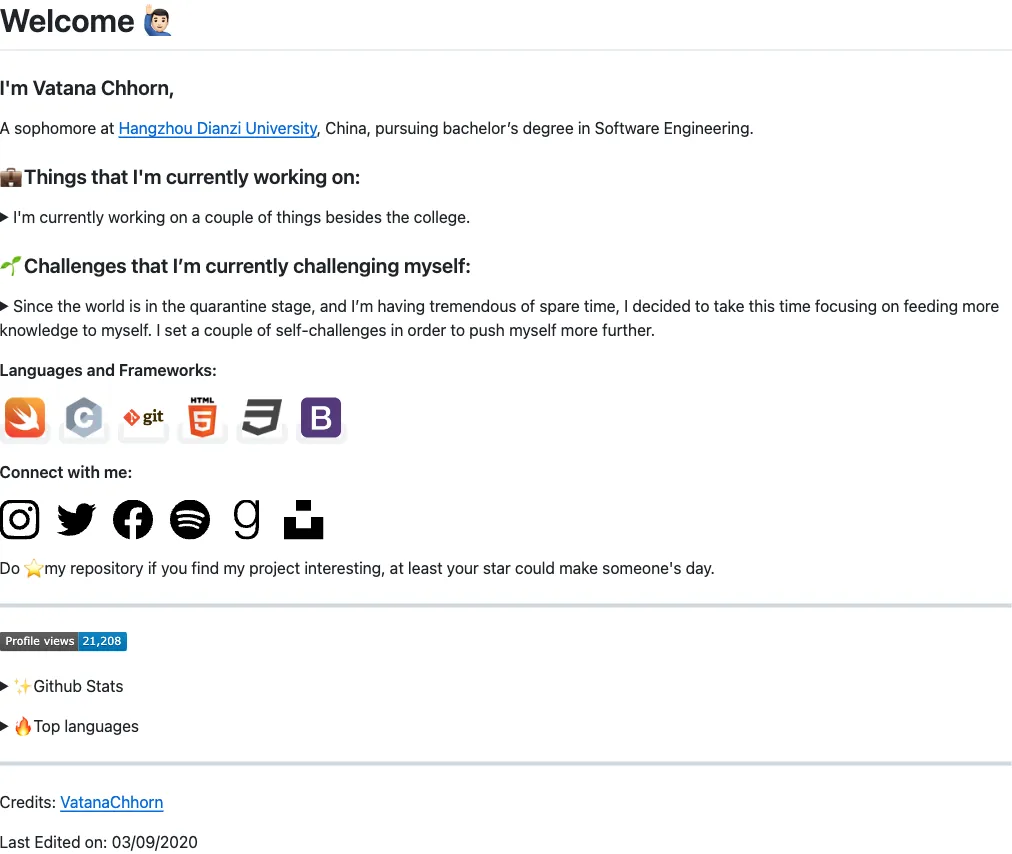 Welcome 🙋🏻‍♂️
I'm Vatana Chhorn,
A sophomore at Hangzhou Dianzi University, China, pursuing bachelor’s degree in Software Engineering.
💼Things that I'm currently working on:
I'm currently working on a couple of things besides the college.
🌱Challenges that I’m currently challenging myself:
Since the world is in the quarantine stage, and I’m having tremendous of spare time, I decided to take this time focusing on feeding more
knowledge to myself. I set a couple of self-challenges in order to push myself more further.
Languages and Frameworks:
C git HTML 5 3 B
Connect with me:
g
Do ⭐my repository if you find my project interesting, at least your star could make someone's day.
Profile views 21,208
✨Github Stats
🔥Top languages
Credits: VatanaChhorn
Last Edited on: 03/09/2020